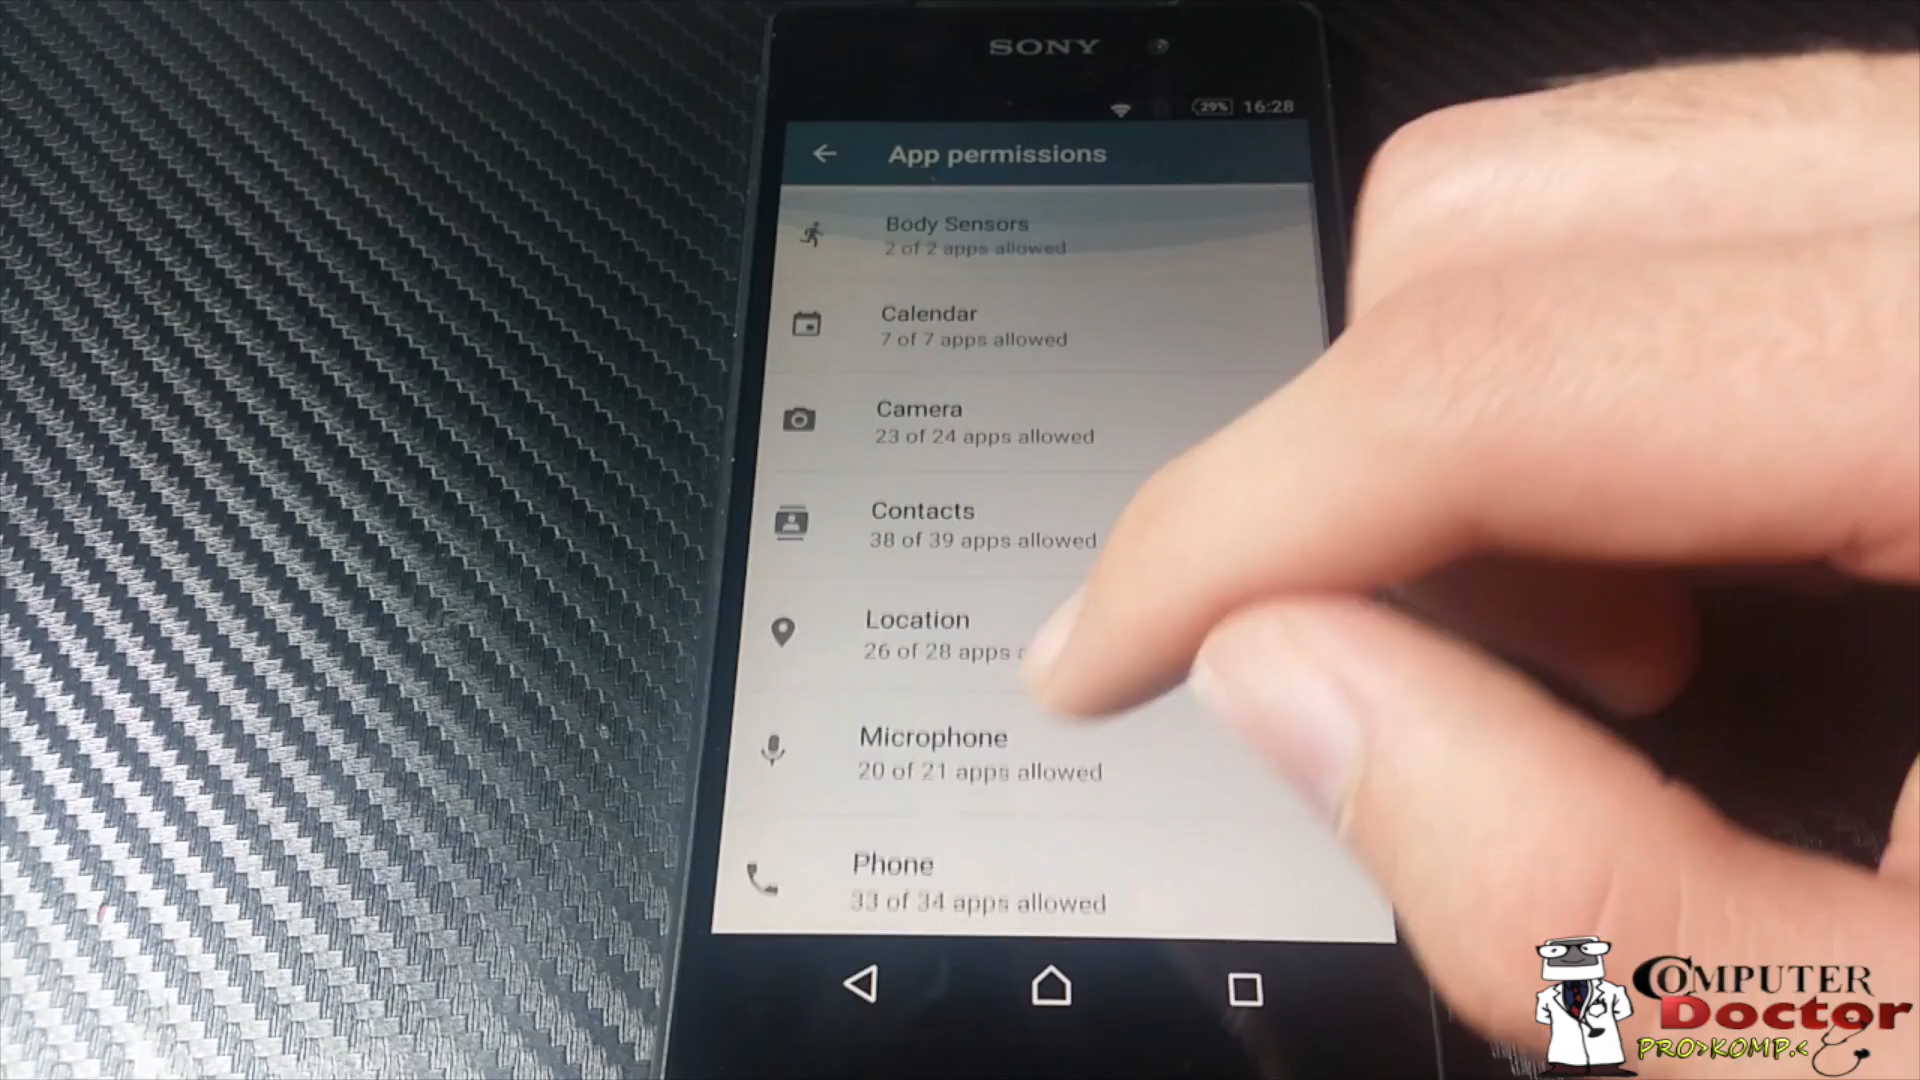 SONY
29% 16:28
App permissions
Body Sensors
2 of 2 apps allowed
Calendar
7 of 7 apps allowed
Camera
23 of 24 apps allowed
Contacts
38 of 39 apps allowed
Location
26 of 28 apps
Microphone
20 of 21 apps allowed
Phone
33 of 34 apps allowed
COMPUTER
Doctor
PRO>KOMP.<